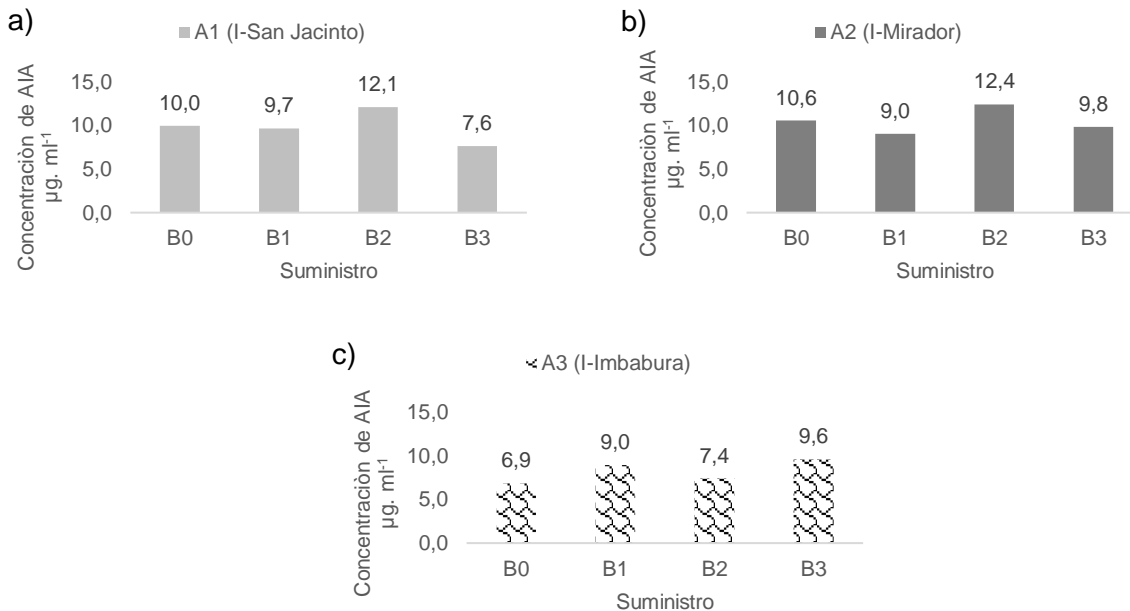 a)
A1 (I-San Jacinto)
Concentraciòn de AIA
µg. ml-1
15,0
10,0
5,0
0,0
10,0
9,7
12,1
7,6
B0 B1 B2 B3
Suministro
b)
A2 (I-Mirador)
Concentraciòn de AIA
µg. ml-1
15,0
10,0
5,0
0,0
10,6
9,0
12,4
9,8
B0 B1 B2 B3
Suministro
c)
A3 (I-Imbabura)
Concentraciòn de AIA
µg. ml-1
15,0
10,0
5,0
0,0
6,9
9,0
7,4
9,6
B0 B1 B2 B3
Suministro